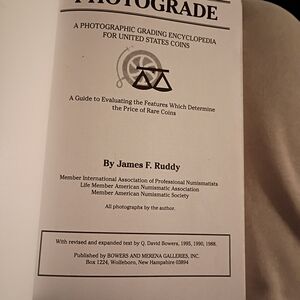 PHOTOGRADE
A PHOTOGRAPHIC GRADING ENCYCLOPEDIA
FOR UNITED STATES COINS
A Guide to Evaluating the Features Which Determine
the Price of Rare Coins
By James F. Ruddy
Member International Association of Professional Numismatists
Life Member American Numismatic Association
Member American Numismatic Society
All photographs by the author.
With revised and expanded text by Q. David Bowers, 1995, 1990, 1988.
Published by BOWERS AND MERENA GALLERIES, INC.
Box 1224, Wolfeboro, New Hampshire 03894